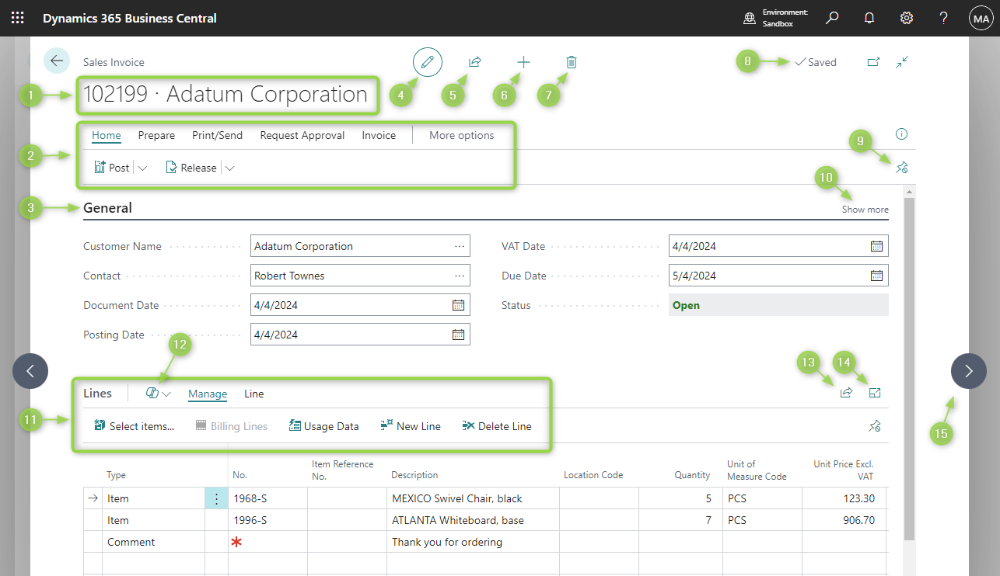 Dynamics 365 Business Central
Environment:
Sandbox
MA
Sales Invoice
8
Saved
1
102199 · Adatum Corporation
4
5
6
7
2
Home Prepare Print/Send Request Approval Invoice More options
9
Post Release
10
3
General
Show more
Customer Name Adatum Corporation VAT Date 4/4/2024
Contact Robert Townes Due Date 5/4/2024
Document Date 4/4/2024 Status Open
Posting Date 4/4/2024
12
13
14
Lines Manage Line
11
Select items... Billing Lines Usage Data New Line Delete Line
15
Type No. Item Reference No. Description Location Code Quantity Unit of Measure Code Unit Price Excl. VAT
Item 1968-S MEXICO Swivel Chair, black 5 PCS 123.30
Item 1996-S ATLANTA Whiteboard, base 7 PCS 906.70
Comment Thank you for ordering